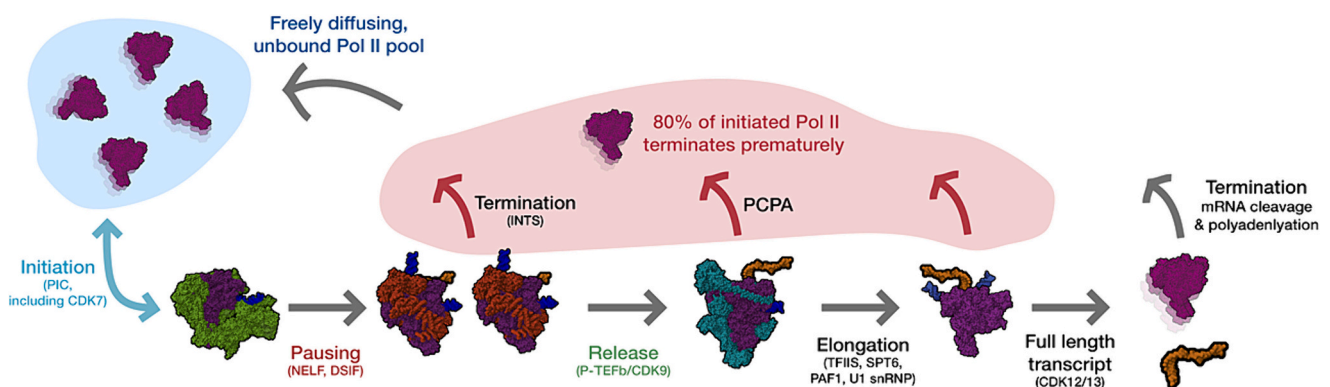 Freely diffusing,
unbound Pol II pool
80% of initiated Pol II
terminates prematurely
Termination
(INTS)
PCPA
Termination
mRNA cleavage
& polyadenlyation
Initiation
(PIC,
including CDK7)
Pausing
(NELF, DSIF)
Release
(P-TEFb/CDK9)
Elongation
(TFIIS, SPT6,
PAF1, U1 snRNP)
Full length
transcript
(CDK12/13)